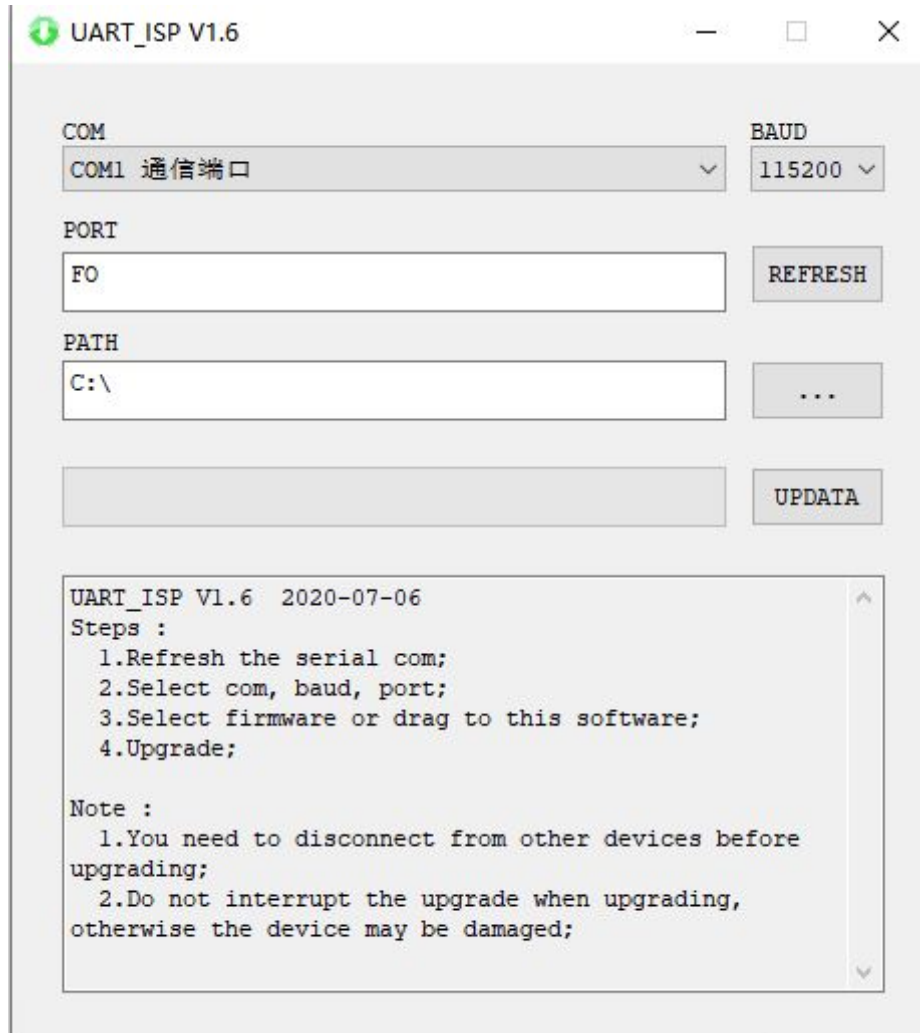 UART_ISP V1.6
COM
BAUD
COM1 通信端口
115200
PORT
FO
REFRESH
PATH
C:\
...
UPDATA
UART_ISP V1.6  2020-07-06
Steps :
  1.Refresh the serial com;
  2.Select com, baud, port;
  3.Select firmware or drag to this software;
  4.Upgrade;
Note :
  1.You need to disconnect from other devices before
upgrading;
  2.Do not interrupt the upgrade when upgrading,
otherwise the device may be damaged;